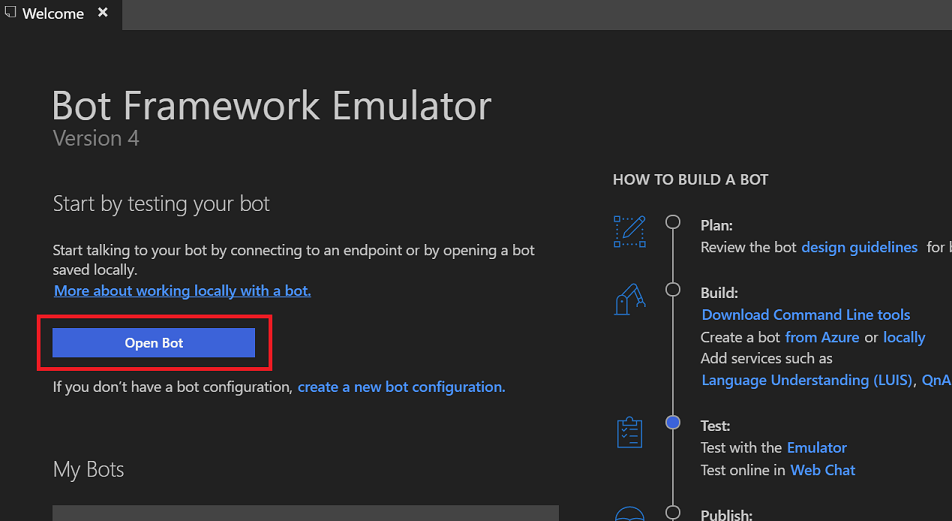 Welcome
Bot Framework Emulator
Version 4
Start by testing your bot
Start talking to your bot by connecting to an endpoint or by opening a bot
saved locally.
More about working locally with a bot.
Open Bot
If you don't have a bot configuration, create a new bot configuration.
My Bots
HOW TO BUILD A BOT
Plan:
Review the bot design guidelines for
Build:
Download Command Line tools
Create a bot from Azure or locally
Add services such as
Language Understanding (LUIS), QnA
Test:
Test with the Emulator
Test online in Web Chat
Publish: